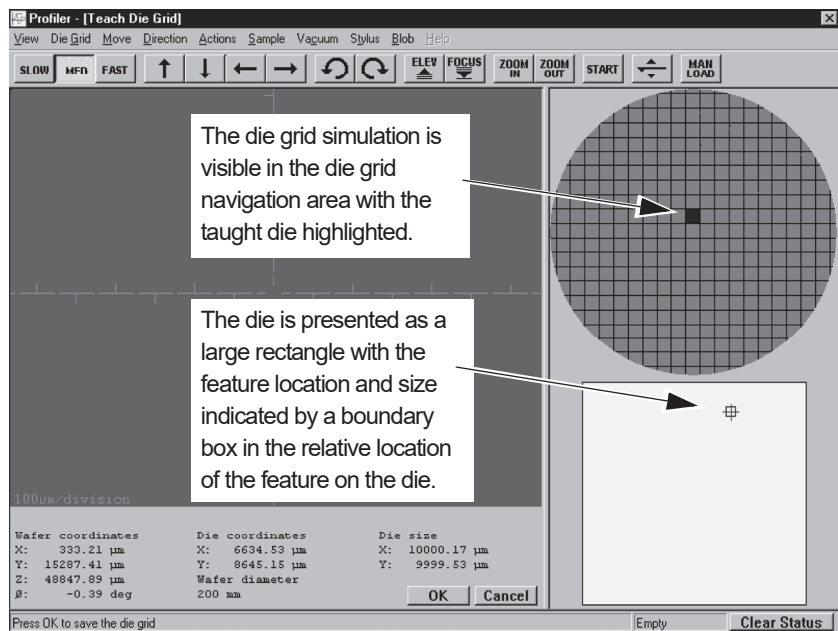 Profiler - [Teach Die Grid]
View Die Grid Move Direction Actions Sample Vacuum Stylus Blob Help
SLOW MED FAST ELEV FOCUS ZOOM IN ZOOM OUT START MAN LOAD
The die grid simulation is
visible in the die grid
navigation area with the
taught die highlighted.
The die is presented as a
large rectangle with the
feature location and size
indicated by a boundary
box in the relative location
of the feature on the die.
100µm/division
Wafer coordinates Die coordinates Die size
X: 333.21 µm X: 6634.53 µm X: 10000.17 µm
Y: 15287.41 µm Y: 8645.15 µm Y: 9999.53 µm
Z: 48847.89 µm Wafer diameter
Ø: -0.39 deg 200 mm OK Cancel
Press OK to save the die grid Empty Clear Status